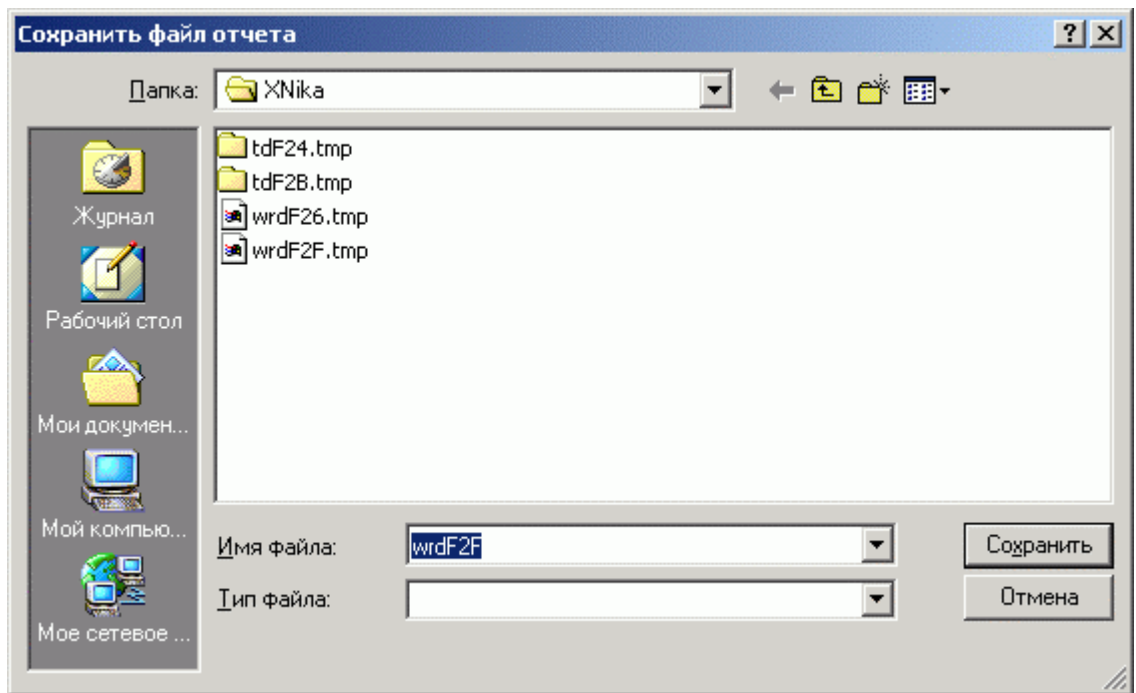 Сохранить файл отчета
Папка: XNika
tdF24.tmp
tdF2B.tmp
wrdF26.tmp
wrdF2F.tmp
Журнал
Рабочий стол
Мои докумен...
Мой компью...
Мое сетевое ...
Имя файла: wrdF2F
Сохранить
Тип файла:
Отмена